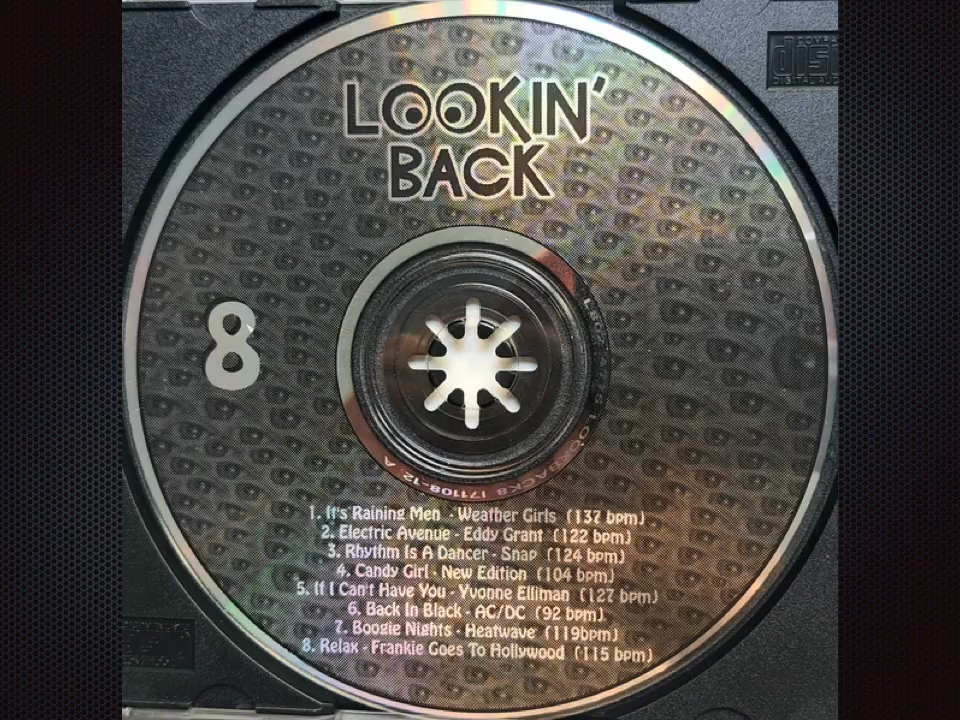 LOOKIN'
BACK
8
LOOKBACK8 171108-12 A
1. It's Raining Men - Weather Girls (137 bpm)
2. Electric Avenue - Eddy Grant (122 bpm)
3. Rhythm Is A Dancer - Snap (124 bpm)
4. Candy Girl - New Edition (104 bpm)
5. If I Can't Have You - Yvonne Elliman (127 bpm)
6. Back In Black - AC/DC (92 bpm)
7. Boogie Nights - Heatwave (119bpm)
8. Relax - Frankie Goes To Hollywood (115 bpm)